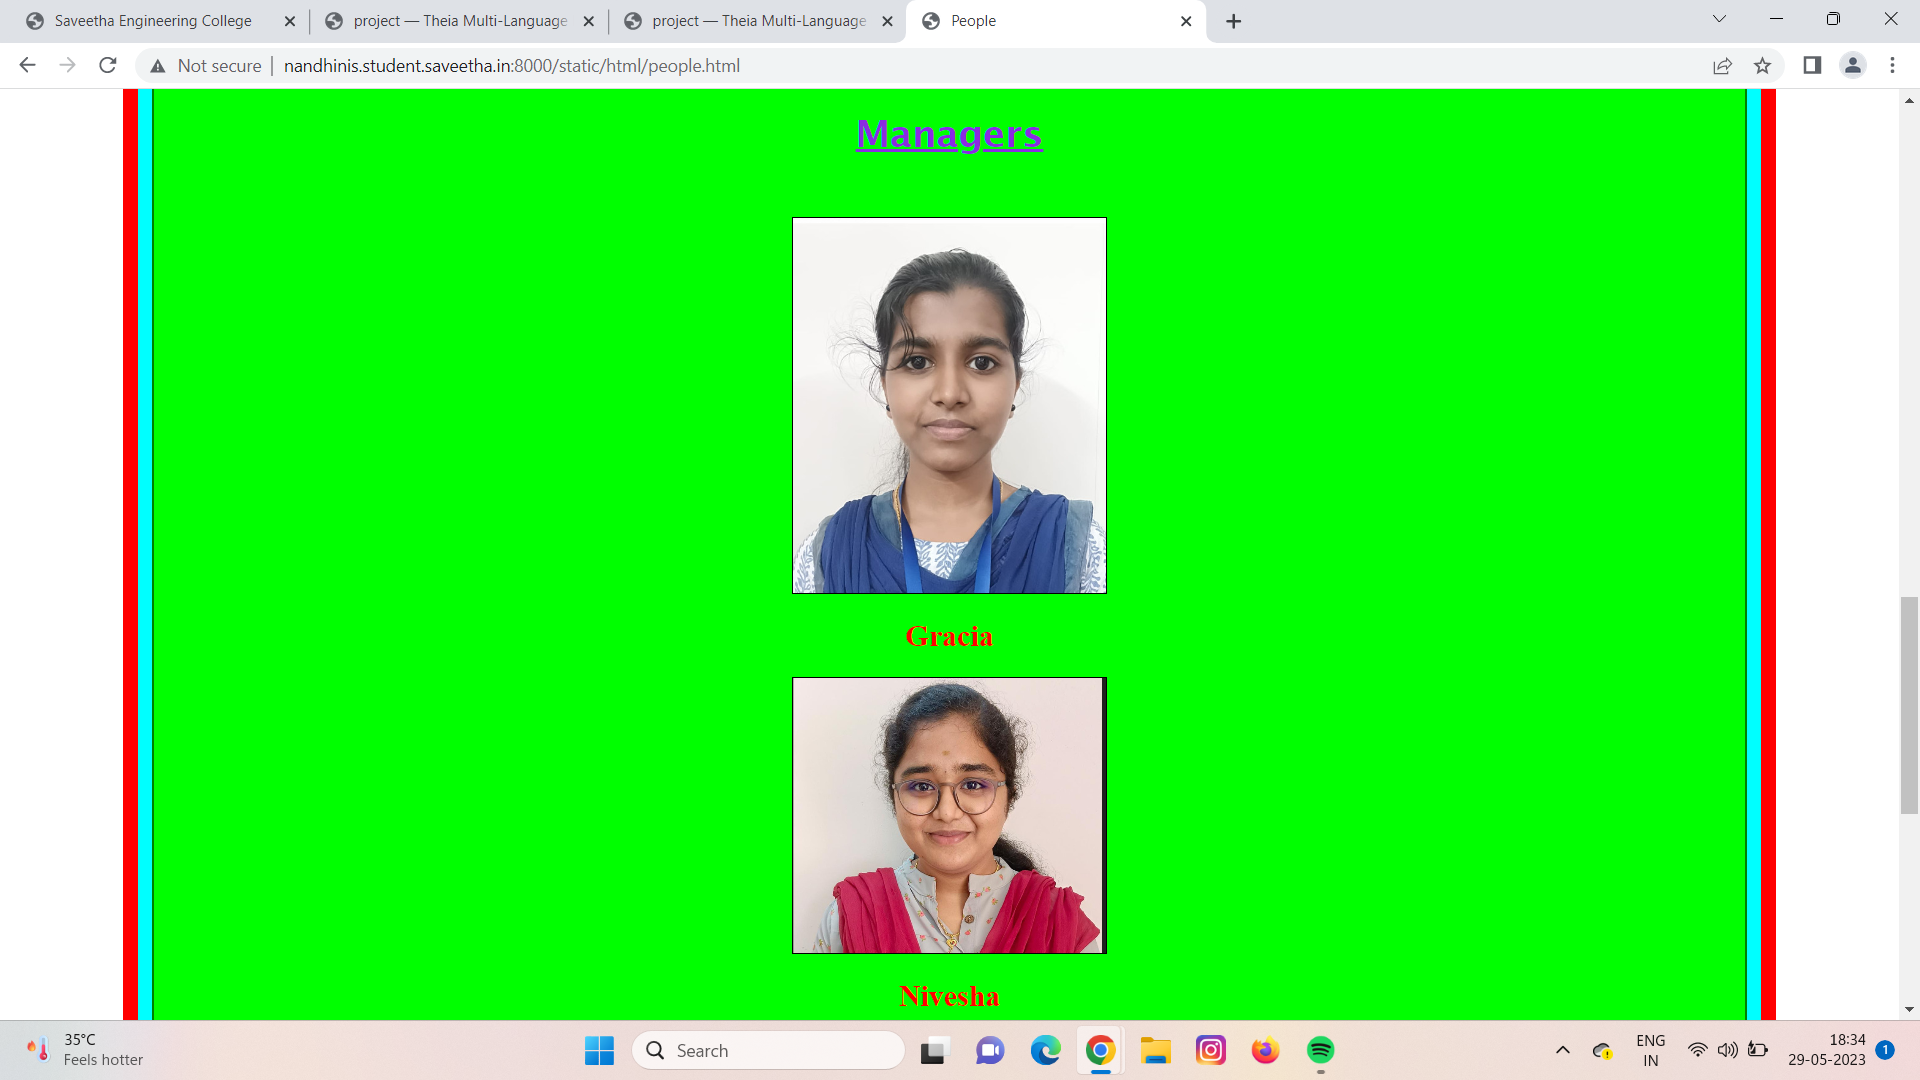 Saveetha Engineering College
project — Theia Multi-Language
project — Theia Multi-Language
People
Not secure
nandhinis.student.saveetha.in:8000/static/html/people.html
Managers
Gracia
Nivesha
35°C
Feels hotter
Search
ENG
IN
18:34
29-05-2023
1